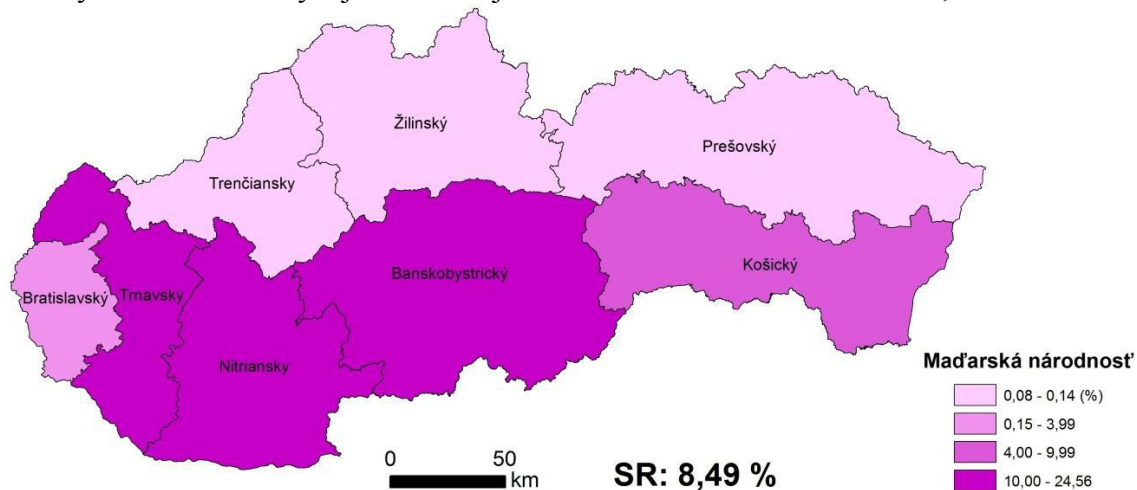 Žilinský
Prešovský
Trenčiansky
Košický
Banskobystrický
Bratislavský
Trnavský
Nitriansky
Maďarská národnosť
0,08 - 0,14 (%)
0,15 - 3,99
4,00 - 9,99
10,00 - 24,56
0 50
km
SR: 8,49 %